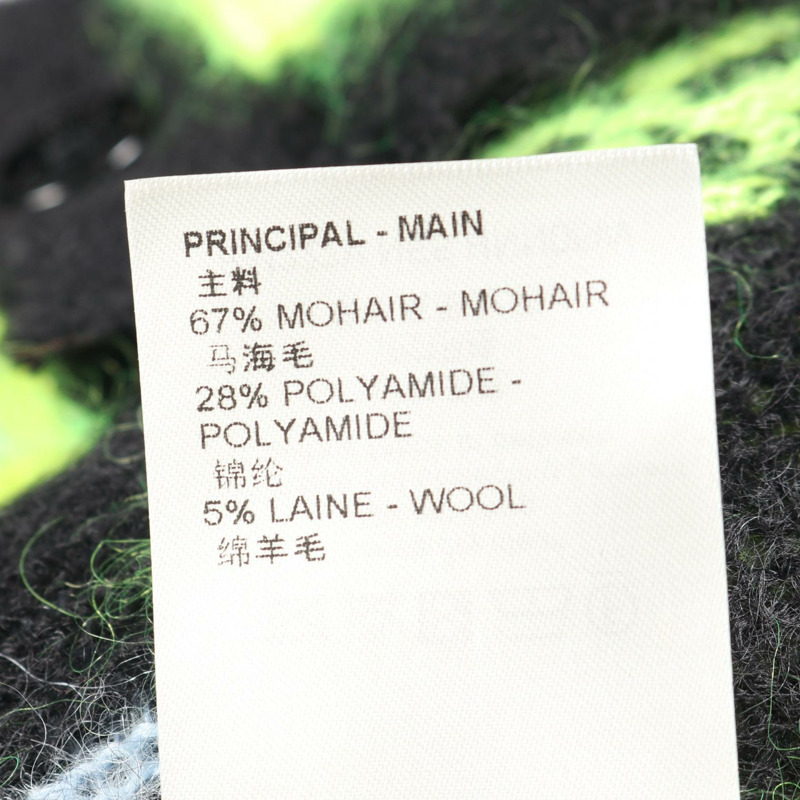 PRINCIPAL - MAIN
主料
67% MOHAIR - MOHAIR
马海毛
28% POLYAMIDE -
POLYAMIDE
锦纶
5% LAINE - WOOL
绵羊毛